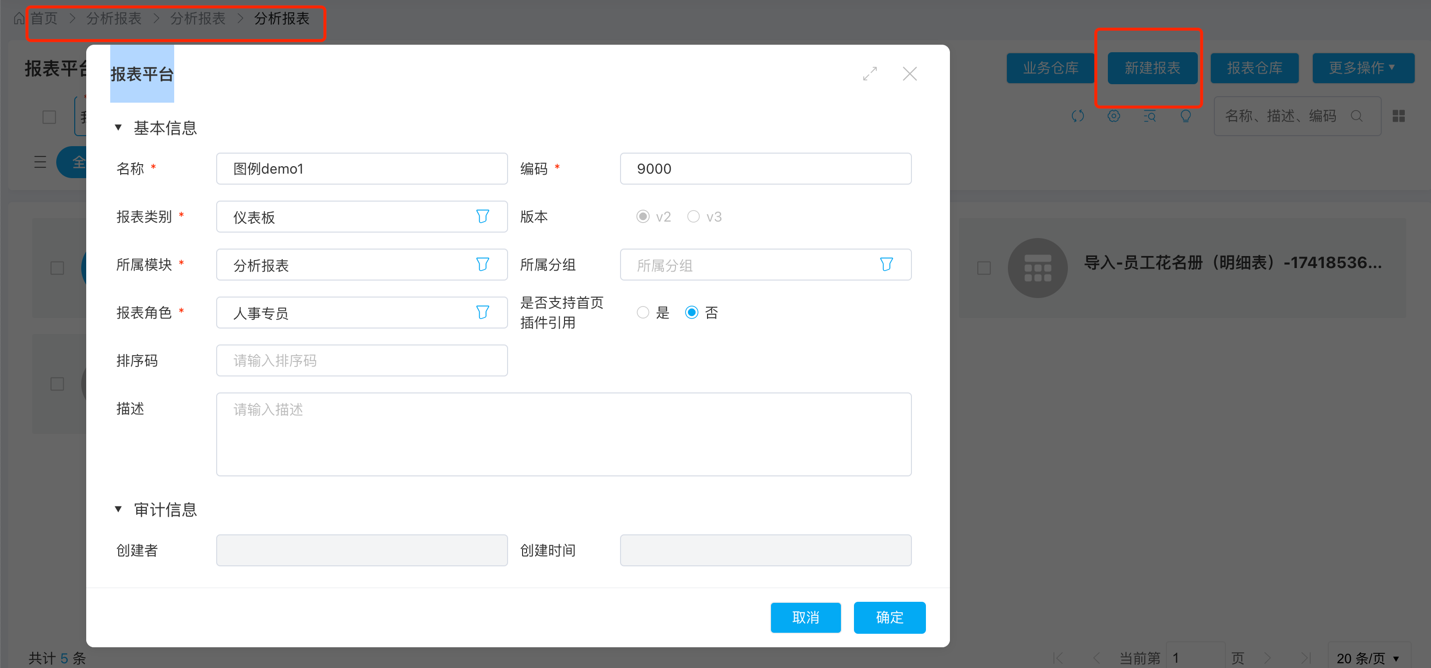 首页 > 分析报表 > 分析报表 > 分析报表
报表平台
业务仓库
新建报表
报表仓库
更多操作
名称、描述、编码
报表平台
基本信息
名称 * 图例demo1 编码 * 9000
报表类别 * 仪表板 版本 v2 v3
所属模块 * 分析报表 所属分组 所属分组
报表角色 * 人事专员 是否支持首页 是 否
插件引用
排序码 请输入排序码
描述 请输入描述
审计信息
创建者 创建时间
取消 确定
导入-员工花名册（明细表）-17418536...
共计 5 条 当前第 1 页 20 条/页